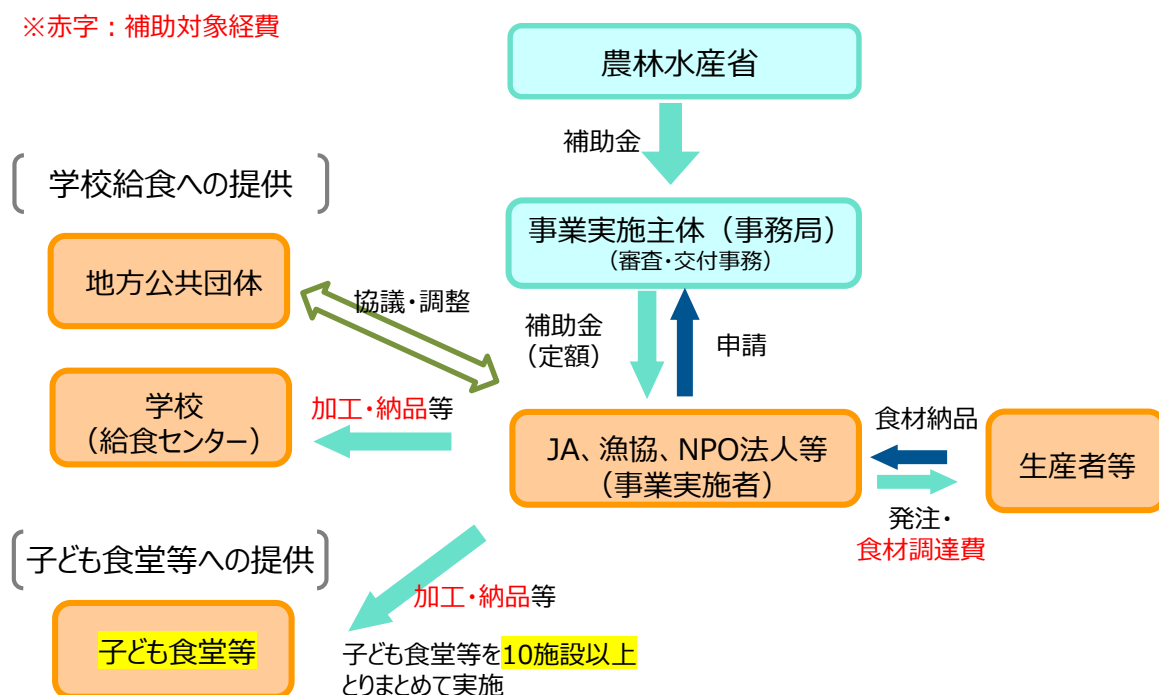 ※赤字：補助対象経費
農林水産省
補助金
学校給食への提供
事業実施主体（事務局）
（審査・交付事務）
地方公共団体
協議・調整
補助金
（定額）
申請
学校
（給食センター）
加工・納品等
JA、漁協、NPO法人等
（事業実施者）
食材納品
生産者等
発注・
食材調達費
子ども食堂等への提供
加工・納品等
子ども食堂等
子ども食堂等を10施設以上
とりまとめて実施